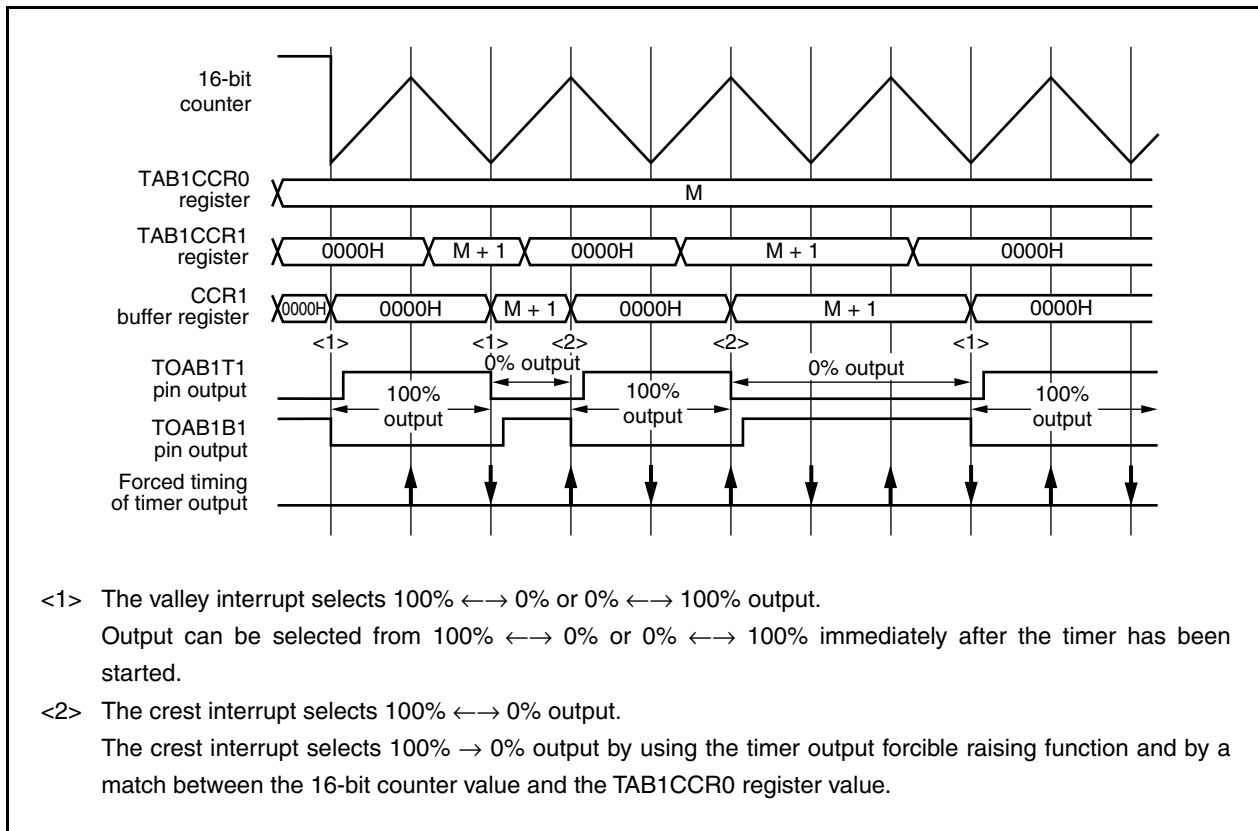 16-bit
counter
TAB1CCR0
register
M
TAB1CCR1
register
0000H
M + 1
0000H
M + 1
0000H
CCR1
buffer register
0000H
0000H
M + 1
0000H
M + 1
0000H
<1>
<1>
<2>
<2>
<1>
TOAB1T1
pin output
0% output
0% output
100%
output
100%
output
100%
output
TOAB1B1
pin output
Forced timing
of timer output
<1> The valley interrupt selects 100% ←→ 0% or 0% ←→ 100% output.
Output can be selected from 100% ←→ 0% or 0% ←→ 100% immediately after the timer has been
started.
<2> The crest interrupt selects 100% ←→ 0% output.
The crest interrupt selects 100% → 0% output by using the timer output forcible raising function and by a
match between the 16-bit counter value and the TAB1CCR0 register value.